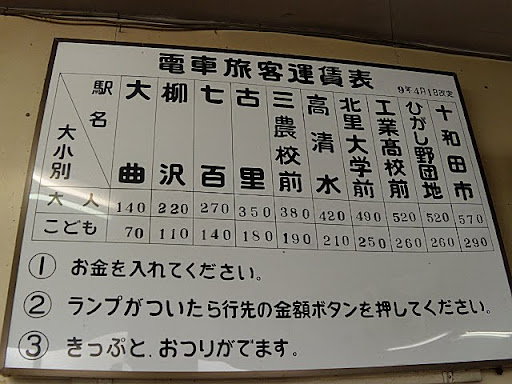 電車旅客運賃表
9年4月1日改定
駅名 大曲 柳沢 七百 古里 三農校前 高清水 北里大学前 工業高校前 ひがし野団地 十和田市
大小別
大人 140 220 270 350 380 420 490 520 520 570
こども 70 110 140 180 190 210 250 260 260 290
① お金を入れてください。
② ランプがついたら行先の金額ボタンを押してください。
③ きっぷと、おつりがでます。